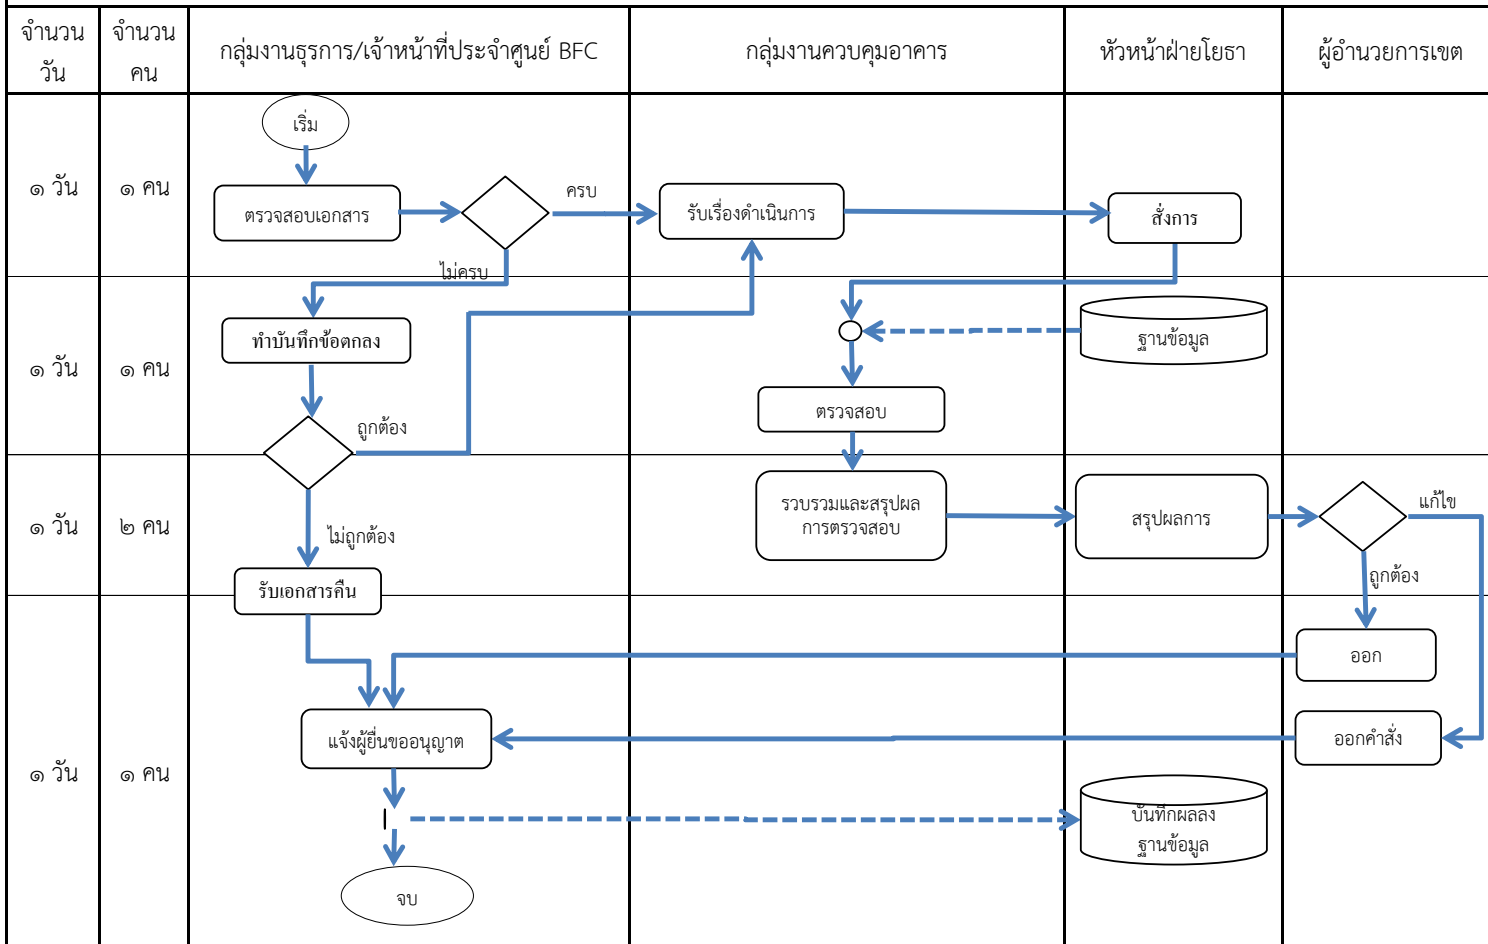 จำนวน
วัน
จำนวน
คน
กลุ่มงานธุรการ/เจ้าหน้าที่ประจำศูนย์ BFC
กลุ่มงานควบคุมอาคาร
หัวหน้าฝ่ายโยธา
ผู้อำนวยการเขต
เริ่ม
๑ วัน
๑ คน
ตรวจสอบเอกสาร
ครบ
รับเรื่องดำเนินการ
สั่งการ
ไม่ครบ
๑ วัน
๑ คน
ทำบันทึกข้อตกลง
ฐานข้อมูล
ตรวจสอบ
ถูกต้อง
๑ วัน
๒ คน
ไม่ถูกต้อง
รวบรวมและสรุปผล
การตรวจสอบ
สรุปผลการ
แก้ไข
ถูกต้อง
รับเอกสารคืน
ออก
๑ วัน
๑ คน
แจ้งผู้ยื่นขออนุญาต
ออกคำสั่ง
บันทึกผลลง
ฐานข้อมูล
จบ